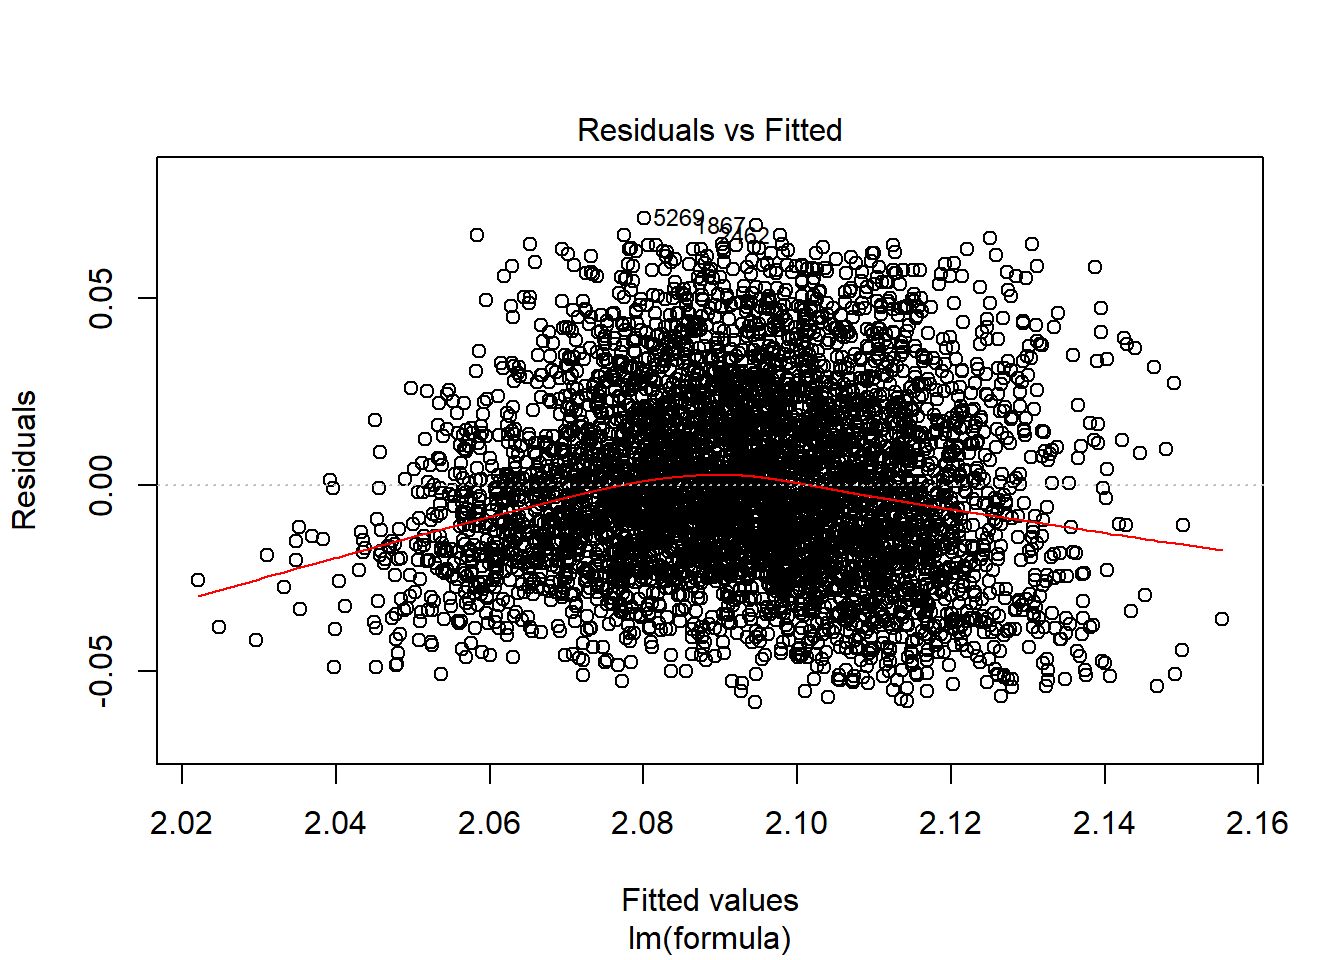 Residuals vs Fitted
5269
1867
2462
Residuals
0.05
0.00
-0.05
2.02 2.04 2.06 2.08 2.10 2.12 2.14 2.16
Fitted values
lm(formula)